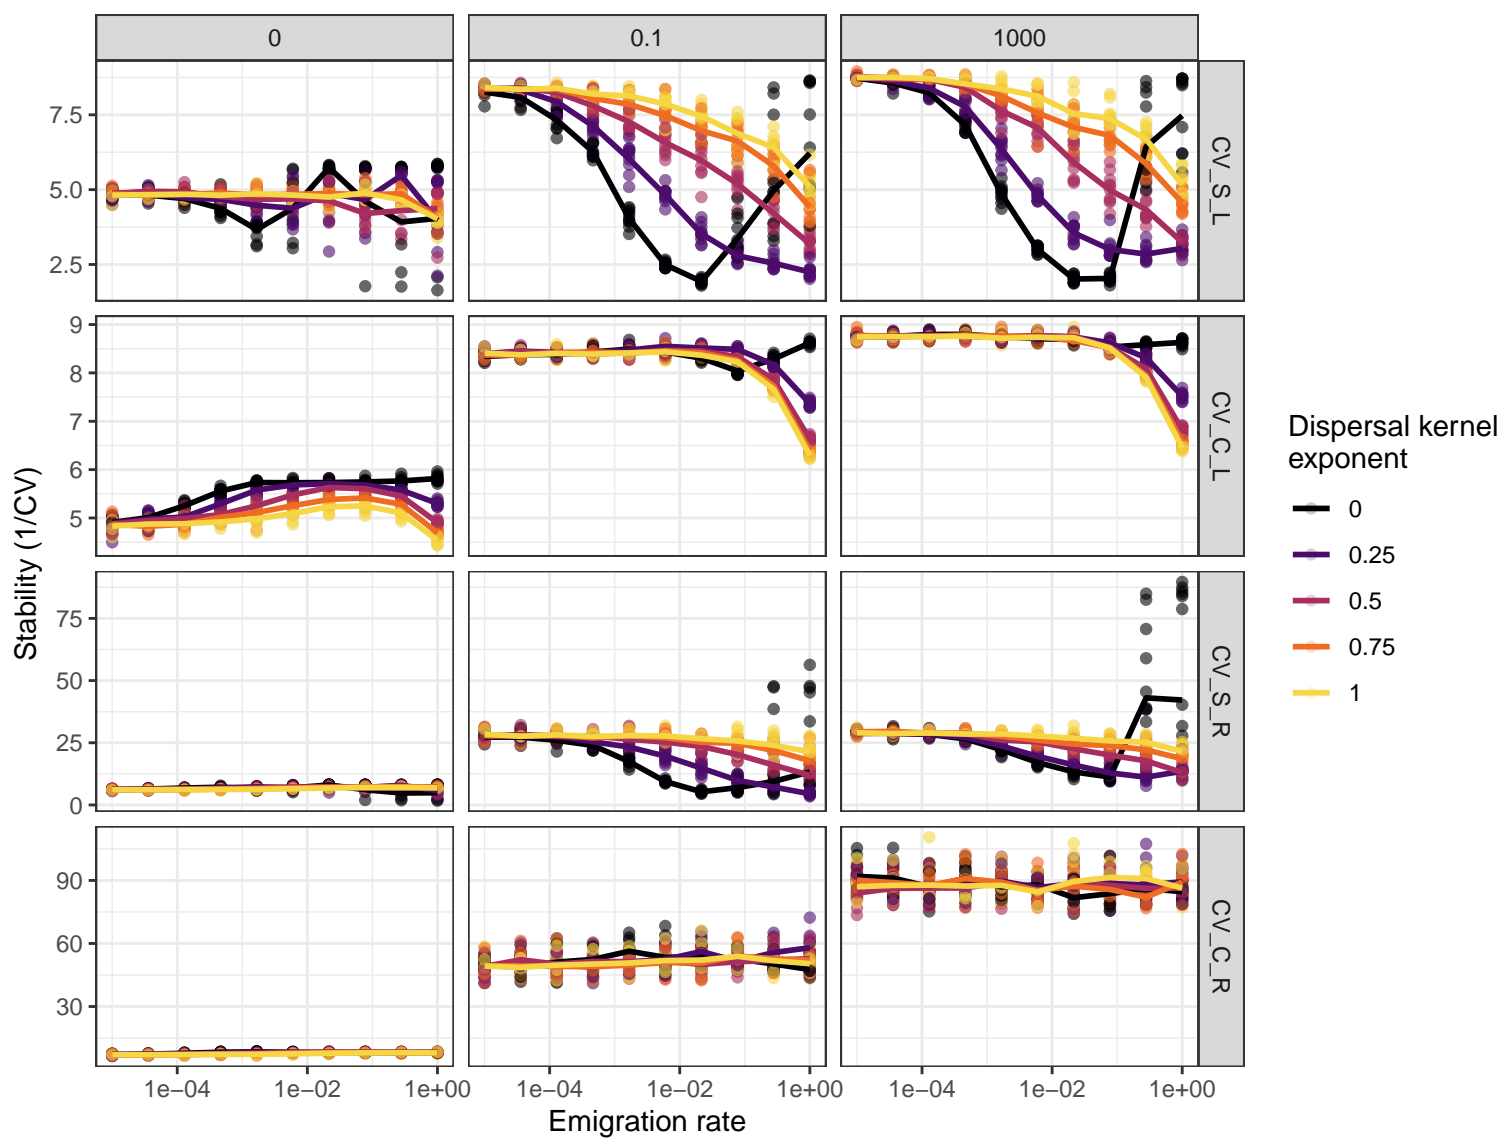 0
0.1
1000
7.5
5.0
2.5
CV_S_L
9
8
7
6
5
CV_C_L
75
50
25
0
CV_S_R
90
60
30
CV_C_R
1e−04
1e−02
1e+00
1e−04
1e−02
1e+00
1e−04
1e−02
1e+00
Emigration rate
Stability (1/CV)
Dispersal kernel
exponent
0
0.25
0.5
0.75
1